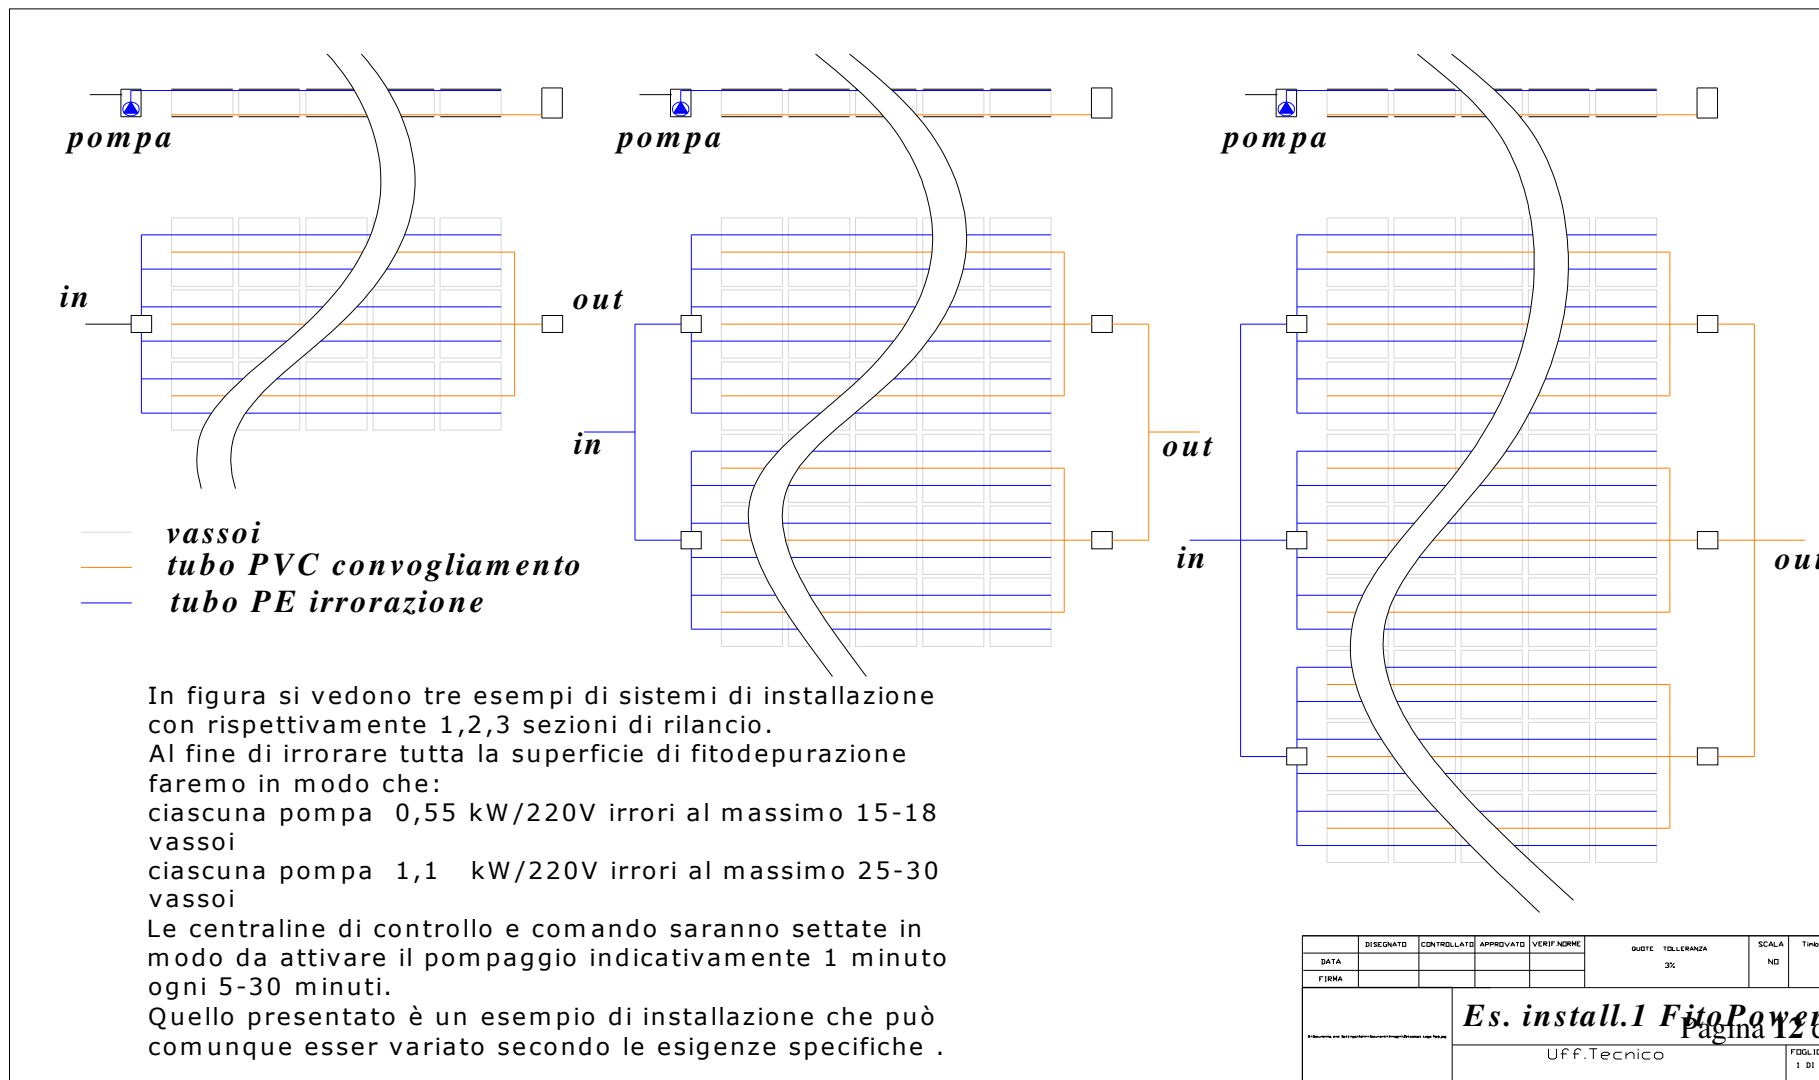 pompa
pompa
pompa
in
out
in
out
in
out
vassoi
tubo PVC convogliamento
tubo PE irrorazione
In figura si vedono tre esempi di sistemi di installazione
con rispettivamente 1,2,3 sezioni di rilancio.
Al fine di irrorare tutta la superficie di fitodepurazione
faremo in modo che:
ciascuna pompa 0,55 kW/220V irrori al massimo 15-18
vassoi
ciascuna pompa 1,1 kW/220V irrori al massimo 25-30
vassoi
Le centraline di controllo e comando saranno settate in
modo da attivare il pompaggio indicativamente 1 minuto
ogni 5-30 minuti.
Quello presentato è un esempio di installazione che può
comunque esser variato secondo le esigenze specifiche .
DISEGNATO CONTROLLATO APPROVATO VERIF.NORME QUOTE TOLLERANZA SCALA
DATA 3% NO
FIRMA
Es. install.1 FitoPower
Pagina 12
Uff.Tecnico
FOGLIO
1 DI